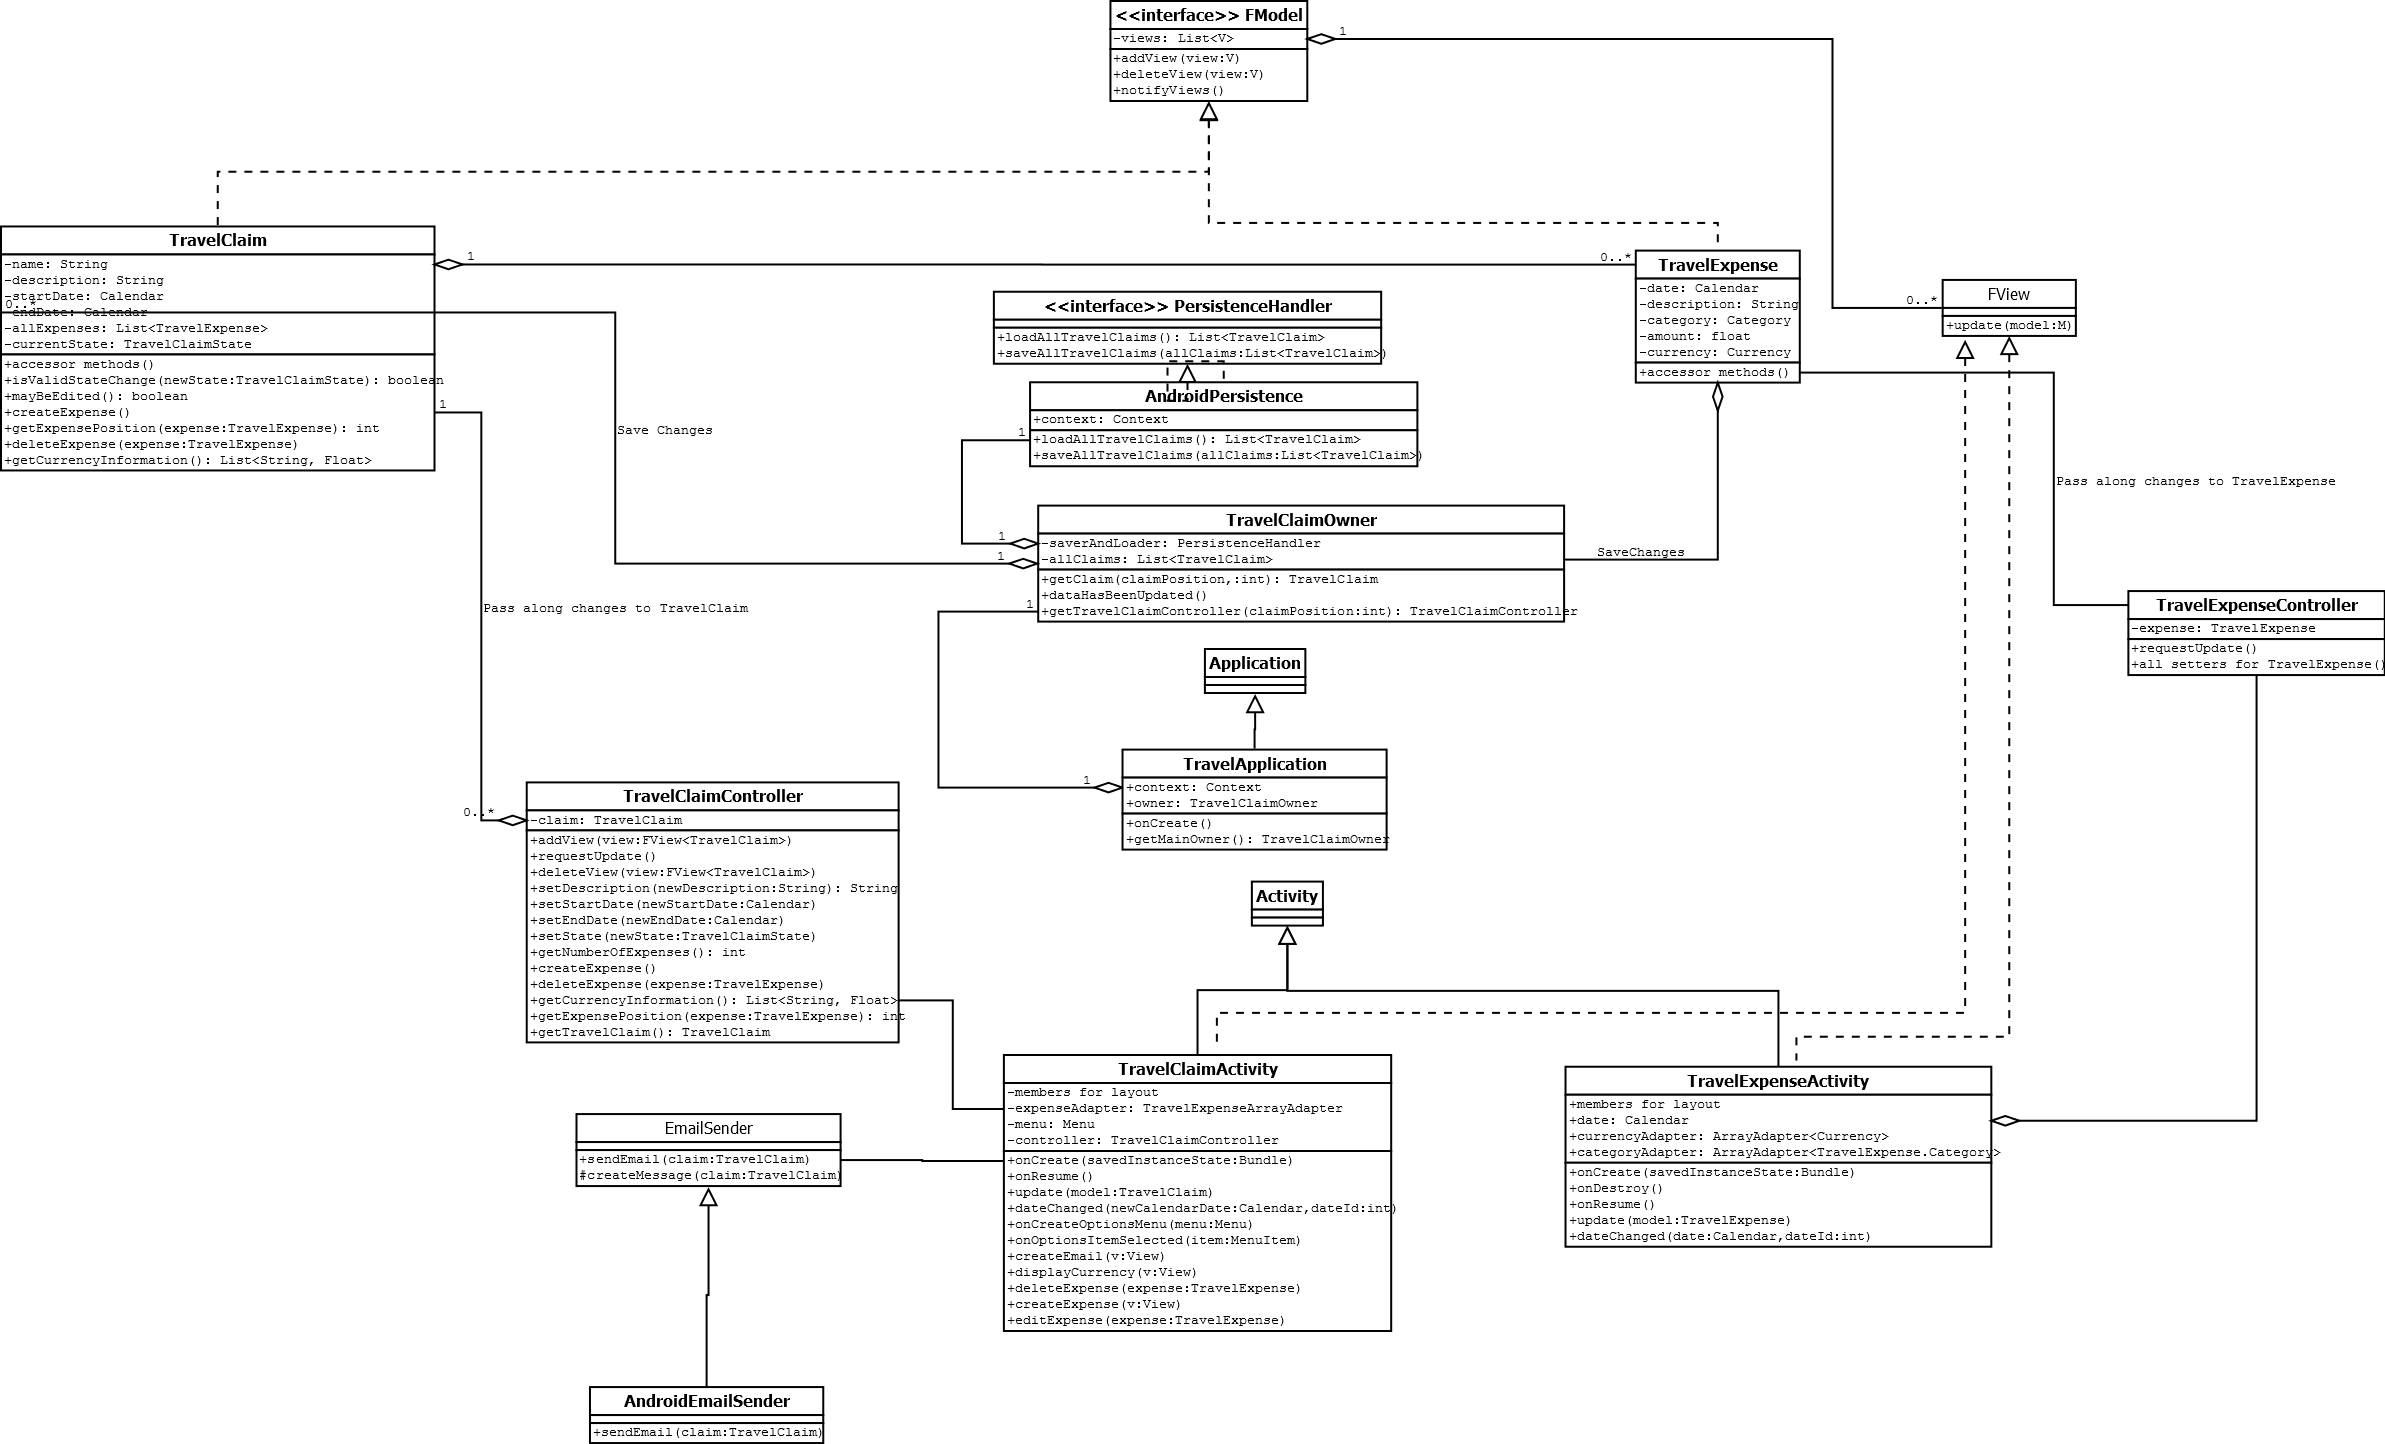 <<interface>> FModel
-views: List<V>
+addView(view:V)
+deleteView(view:V)
+notifyViews()
1
0..*
TravelClaim
-name: String
-description: String
-startDate: Calendar
-endDate: Calendar
-allExpenses: List<TravelExpense>
-currentState: TravelClaimState
+accessor methods()
+isValidStateChange(newState:TravelClaimState): boolean
+mayBeEdited(): boolean
+createExpense()
+getExpensePosition(expense:TravelExpense): int
+deleteExpense(expense:TravelExpense)
+getCurrencyInformation(): List<String, Float>
1
0..*
0..*
1
Save Changes
Pass along changes to TravelClaim
<<interface>> PersistenceHandler
+loadAllTravelClaims(): List<TravelClaim>
+saveAllTravelClaims(allClaims:List<TravelClaim>)
AndroidPersistence
+context: Context
+loadAllTravelClaims(): List<TravelClaim>
+saveAllTravelClaims(allClaims:List<TravelClaim>)
1
1
1
1
TravelClaimOwner
-saverAndLoader: PersistenceHandler
-allClaims: List<TravelClaim>
+getClaim(claimPosition,:int): TravelClaim
+dataHasBeenUpdated()
+getTravelClaimController(claimPosition:int): TravelClaimController
SaveChanges
TravelExpense
-date: Calendar
-description: String
-category: Category
-amount: float
-currency: Currency
+accessor methods()
FView
+update(model:M)
Pass along changes to TravelExpense
TravelExpenseController
-expense: TravelExpense
+requestUpdate()
+all setters for TravelExpense()
Application
TravelApplication
+context: Context
+owner: TravelClaimOwner
+onCreate()
+getMainOwner(): TravelClaimOwner
1
0..*
TravelClaimController
-claim: TravelClaim
+addView(view:FView<TravelClaim>)
+requestUpdate()
+deleteView(view:FView<TravelClaim>)
+setDescription(newDescription:String): String
+setStartDate(newStartDate:Calendar)
+setEndDate(newEndDate:Calendar)
+setState(newState:TravelClaimState)
+getNumberOfExpenses(): int
+createExpense()
+deleteExpense(expense:TravelExpense)
+getCurrencyInformation(): List<String, Float>
+getExpensePosition(expense:TravelExpense): int
+getTravelClaim(): TravelClaim
Activity
TravelClaimActivity
-members for layout
-expenseAdapter: TravelExpenseArrayAdapter
-menu: Menu
-controller: TravelClaimController
+onCreate(savedInstanceState:Bundle)
+onResume()
+update(model:TravelClaim)
+dateChanged(newCalendarDate:Calendar,dateId:int)
+onCreateOptionsMenu(menu:Menu)
+onOptionsItemSelected(item:MenuItem)
+createEmail(v:View)
+displayCurrency(v:View)
+deleteExpense(expense:TravelExpense)
+createExpense(v:View)
+editExpense(expense:TravelExpense)
TravelExpenseActivity
+members for layout
+date: Calendar
+currencyAdapter: ArrayAdapter<Currency>
+categoryAdapter: ArrayAdapter<TravelExpense.Category>
+onCreate(savedInstanceState:Bundle)
+onDestroy()
+onResume()
+update(model:TravelExpense)
+dateChanged(date:Calendar,dateId:int)
EmailSender
+sendEmail(claim:TravelClaim)
#createMessage(claim:TravelClaim)
AndroidEmailSender
+sendEmail(claim:TravelClaim)